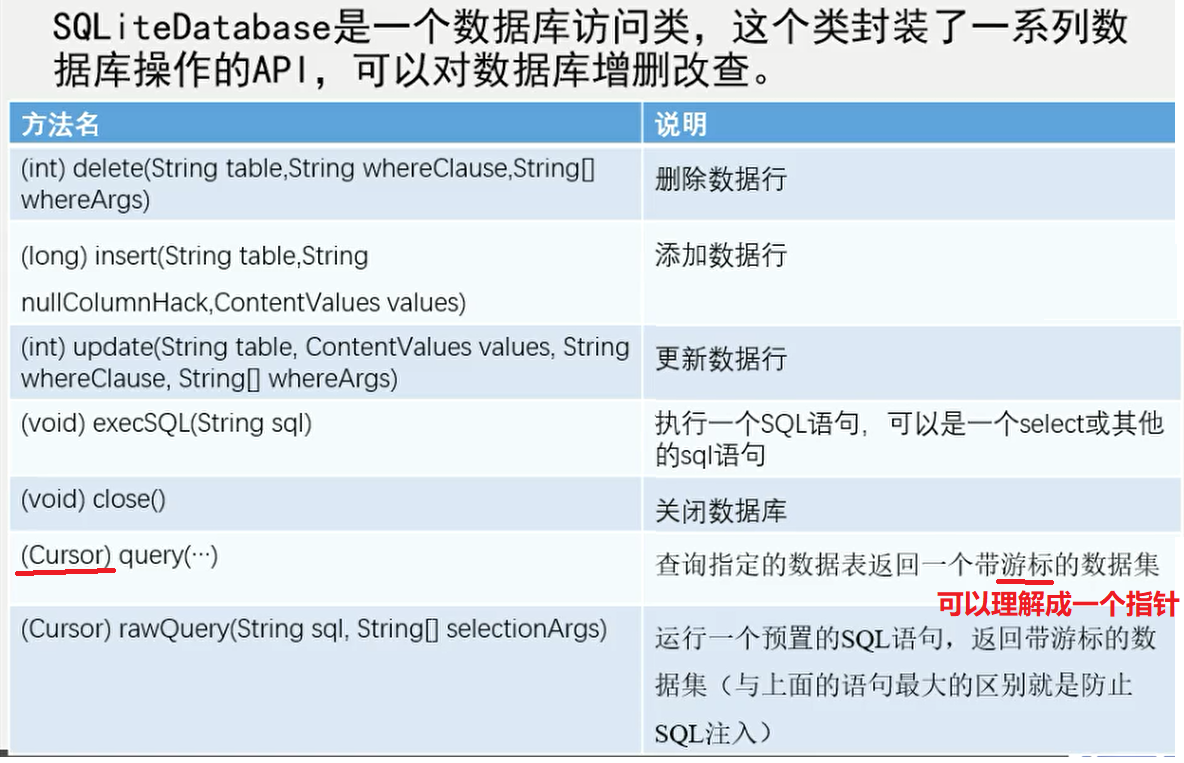 SQLiteDatabase是一个数据库访问类，这个类封装了一系列数
据库操作的API，可以对数据库增删改查。
方法名
说明
(int) delete(String table,String whereClause,String[]
whereArgs)
删除数据行
(long) insert(String table,String
nullColumnHack,ContentValues values)
添加数据行
(int) update(String table, ContentValues values, String
whereClause, String[] whereArgs)
更新数据行
(void) execSQL(String sql)
执行一个SQL语句，可以是一个select或其他
的sql语句
(void) close()
关闭数据库
(Cursor) query(…)
查询指定的数据表返回一个带游标的数据集
可以理解成一个指针
(Cursor) rawQuery(String sql, String[] selectionArgs)
运行一个预置的SQL语句，返回带游标的数
据集（与上面的语句最大的区别就是防止
SQL注入）